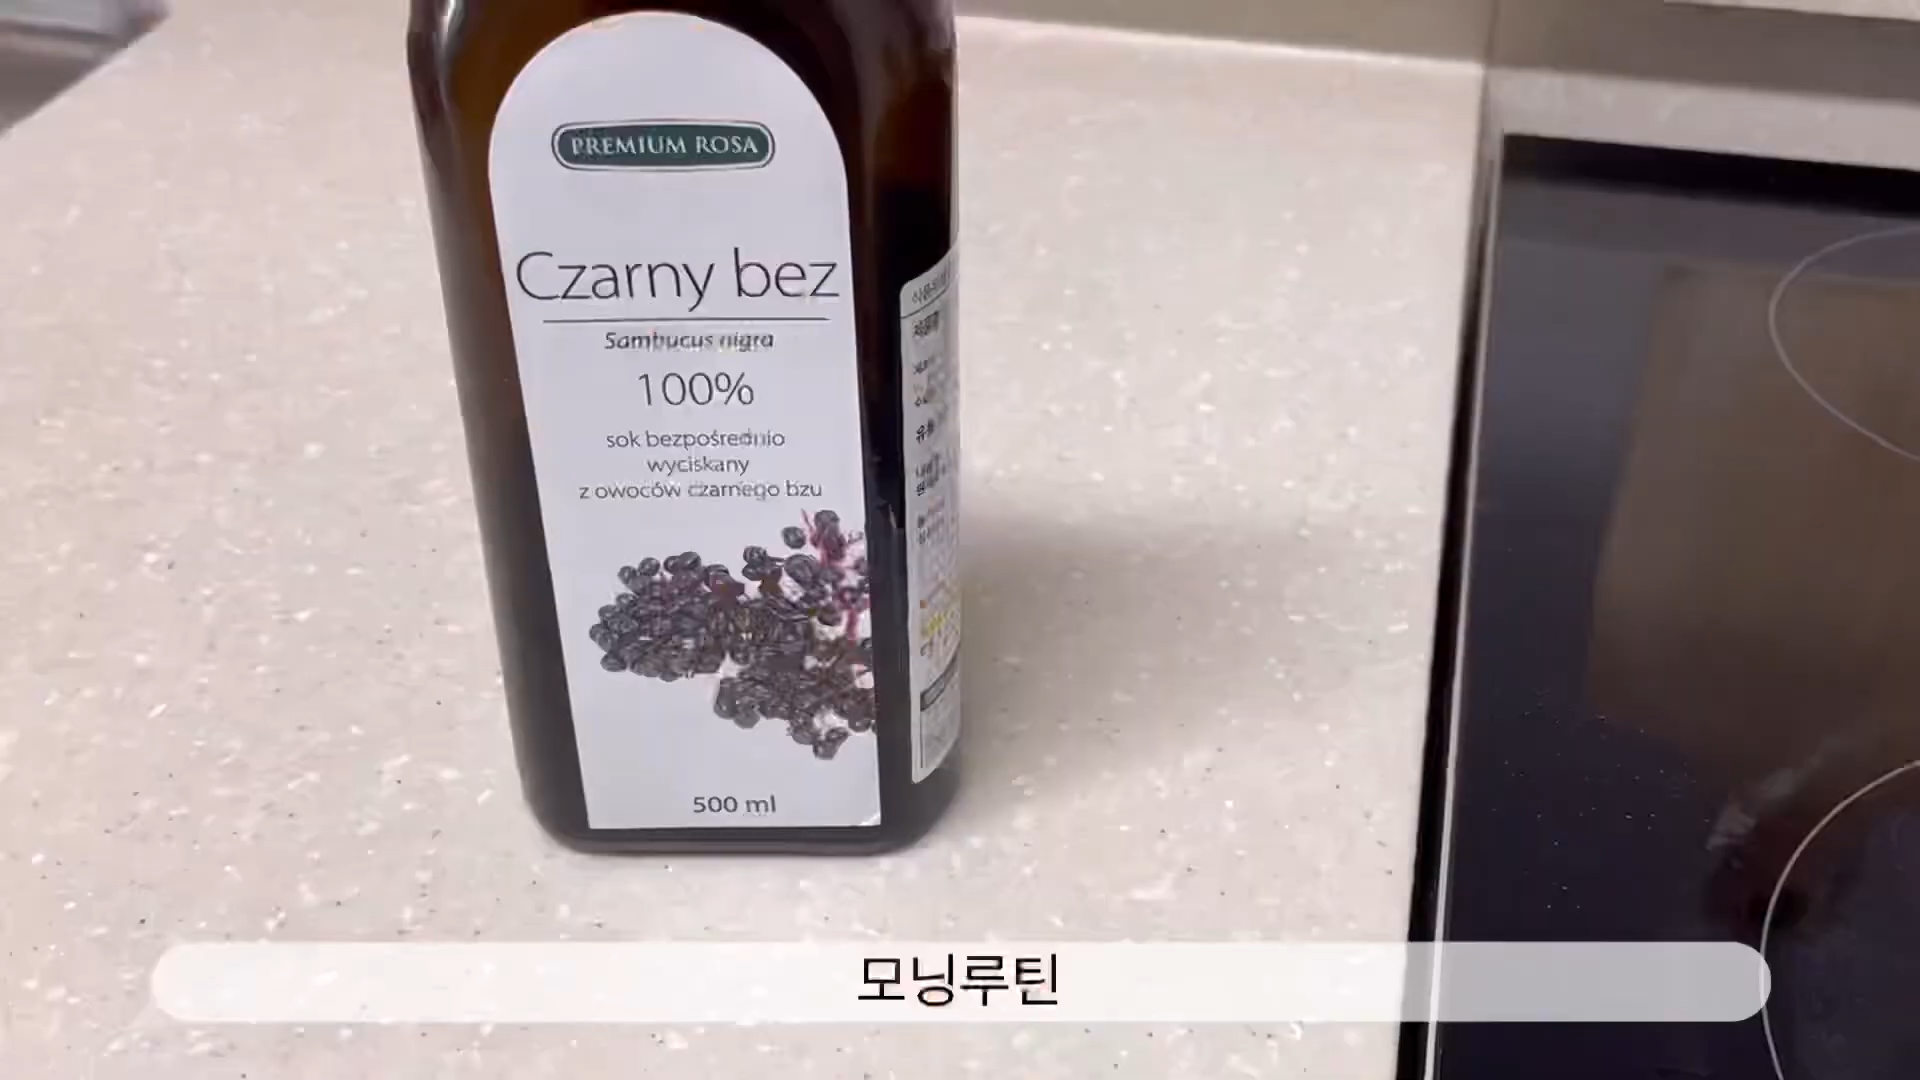 PREMIUM ROSA
Czarny bez
Sambucus nigra
100%
sok bezpośrednio
wyciskany
z owoców czarnego bzu
500 ml
모닝루틴